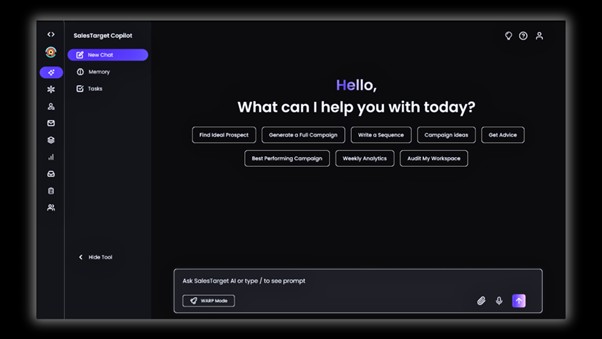 SalesTarget Copilot
New Chat
Memory
Tasks
Hide Tool
Hello,
What can I help you with today?
Find Ideal Prospect
Generate a Full Campaign
Write a Sequence
Campaign Ideas
Get Advice
Best Performing Campaign
Weekly Analytics
Audit My Workspace
Ask SalesTarget AI or type / to see prompt
WARP Mode